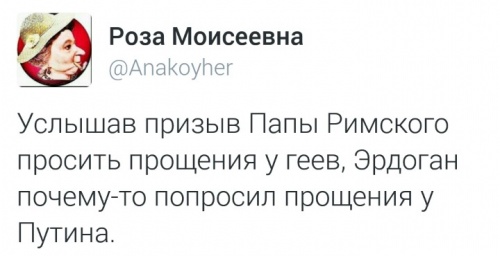 Роза Моисеевна
@Anakoyher
Услышав призыв Папы Римского
просить прощения у геев, Эрдоган
почему-то попросил прощения у
Путина.